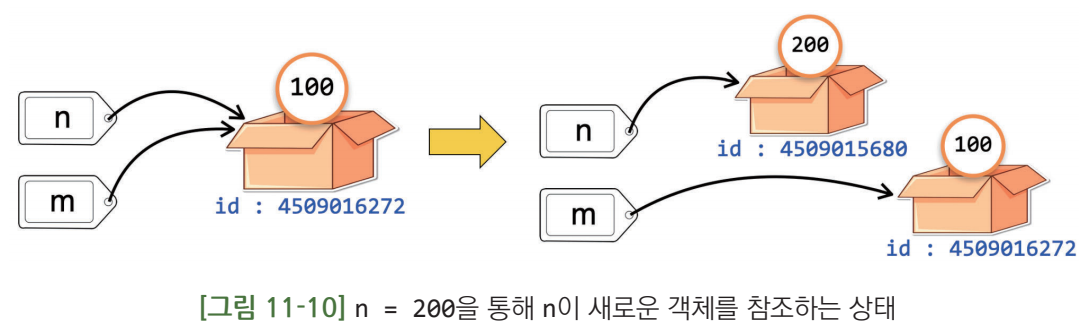 100
n
m
id : 4509016272
200
n
id : 4509015680
100
m
id : 4509016272
[그림 11-10] n = 200을 통해 n이 새로운 객체를 참조하는 상태